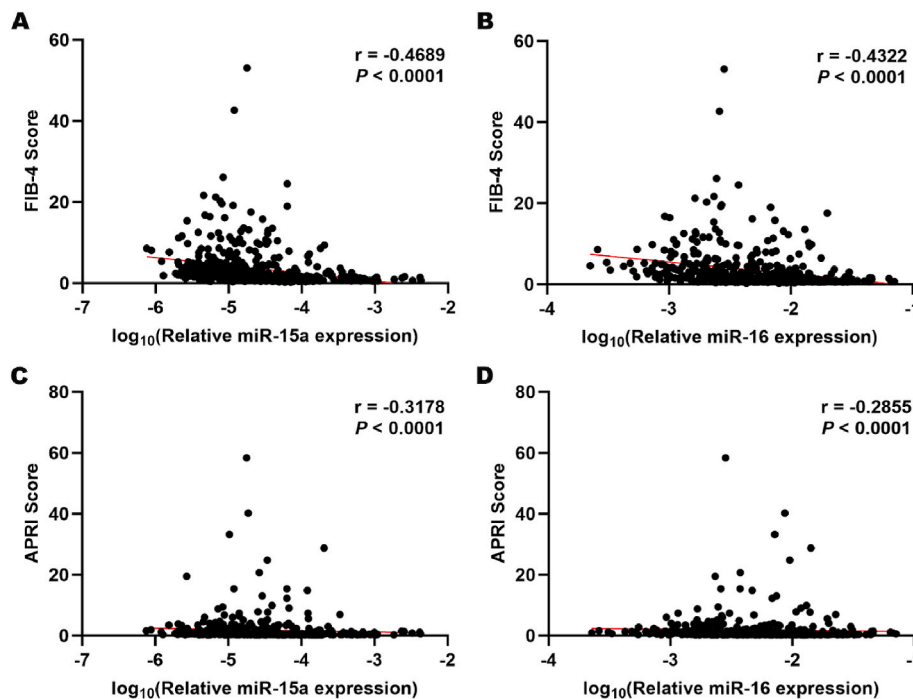 A
FIB-4 Score
60
40
20
0
-7
-6
-5
-4
-3
-2
log10(Relative miR-15a expression)
r = -0.4689
P < 0.0001
B
FIB-4 Score
60
40
20
0
-4
-3
-2
log10(Relative miR-16 expression)
r = -0.4322
P < 0.0001
C
APRI Score
80
60
40
20
0
-7
-6
-5
-4
-3
-2
log10(Relative miR-15a expression)
r = -0.3178
P < 0.0001
D
APRI Score
80
60
40
20
0
-4
-3
-2
log10(Relative miR-16 expression)
r = -0.2855
P < 0.0001